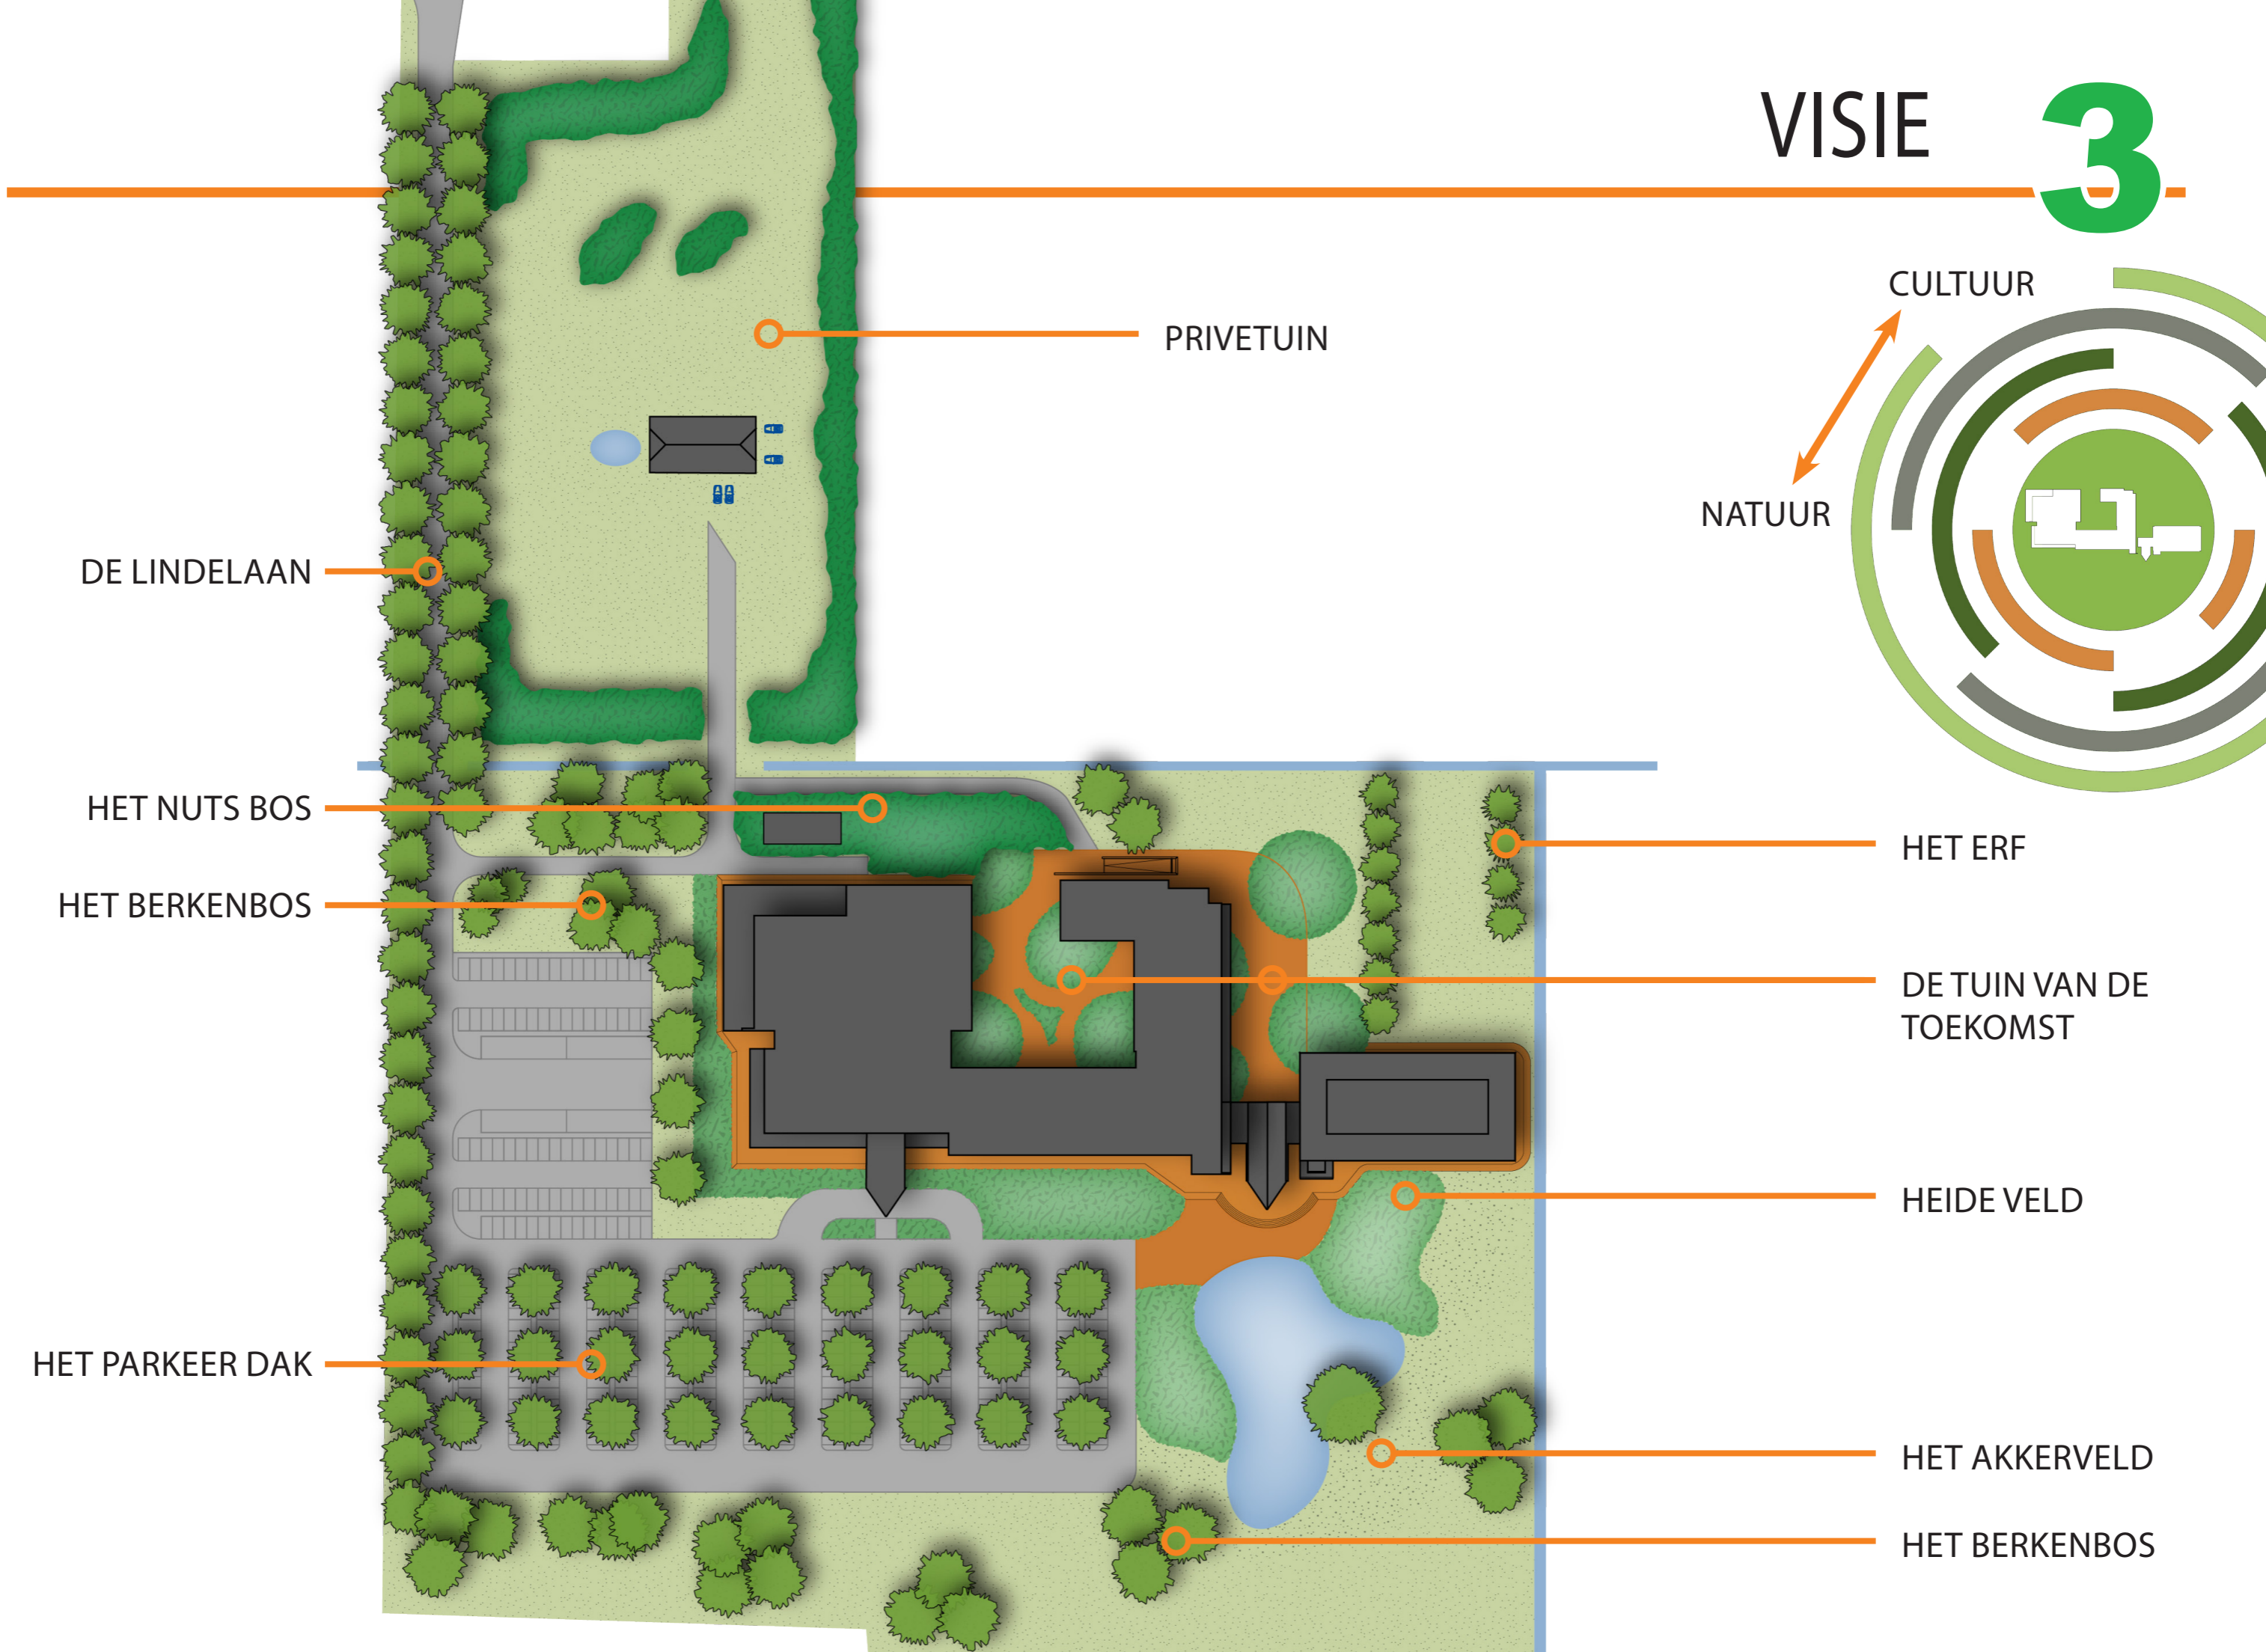 VISIE 3
CULTUUR
NATUUR
PRIVETUIN
DE LINDELAAN
HET NUTS BOS
HET BERKENBOS
HET PARKEER DAK
HET ERF
DE TUIN VAN DE
TOEKOMST
HEIDE VELD
HET AKKERVELD
HET BERKENBOS